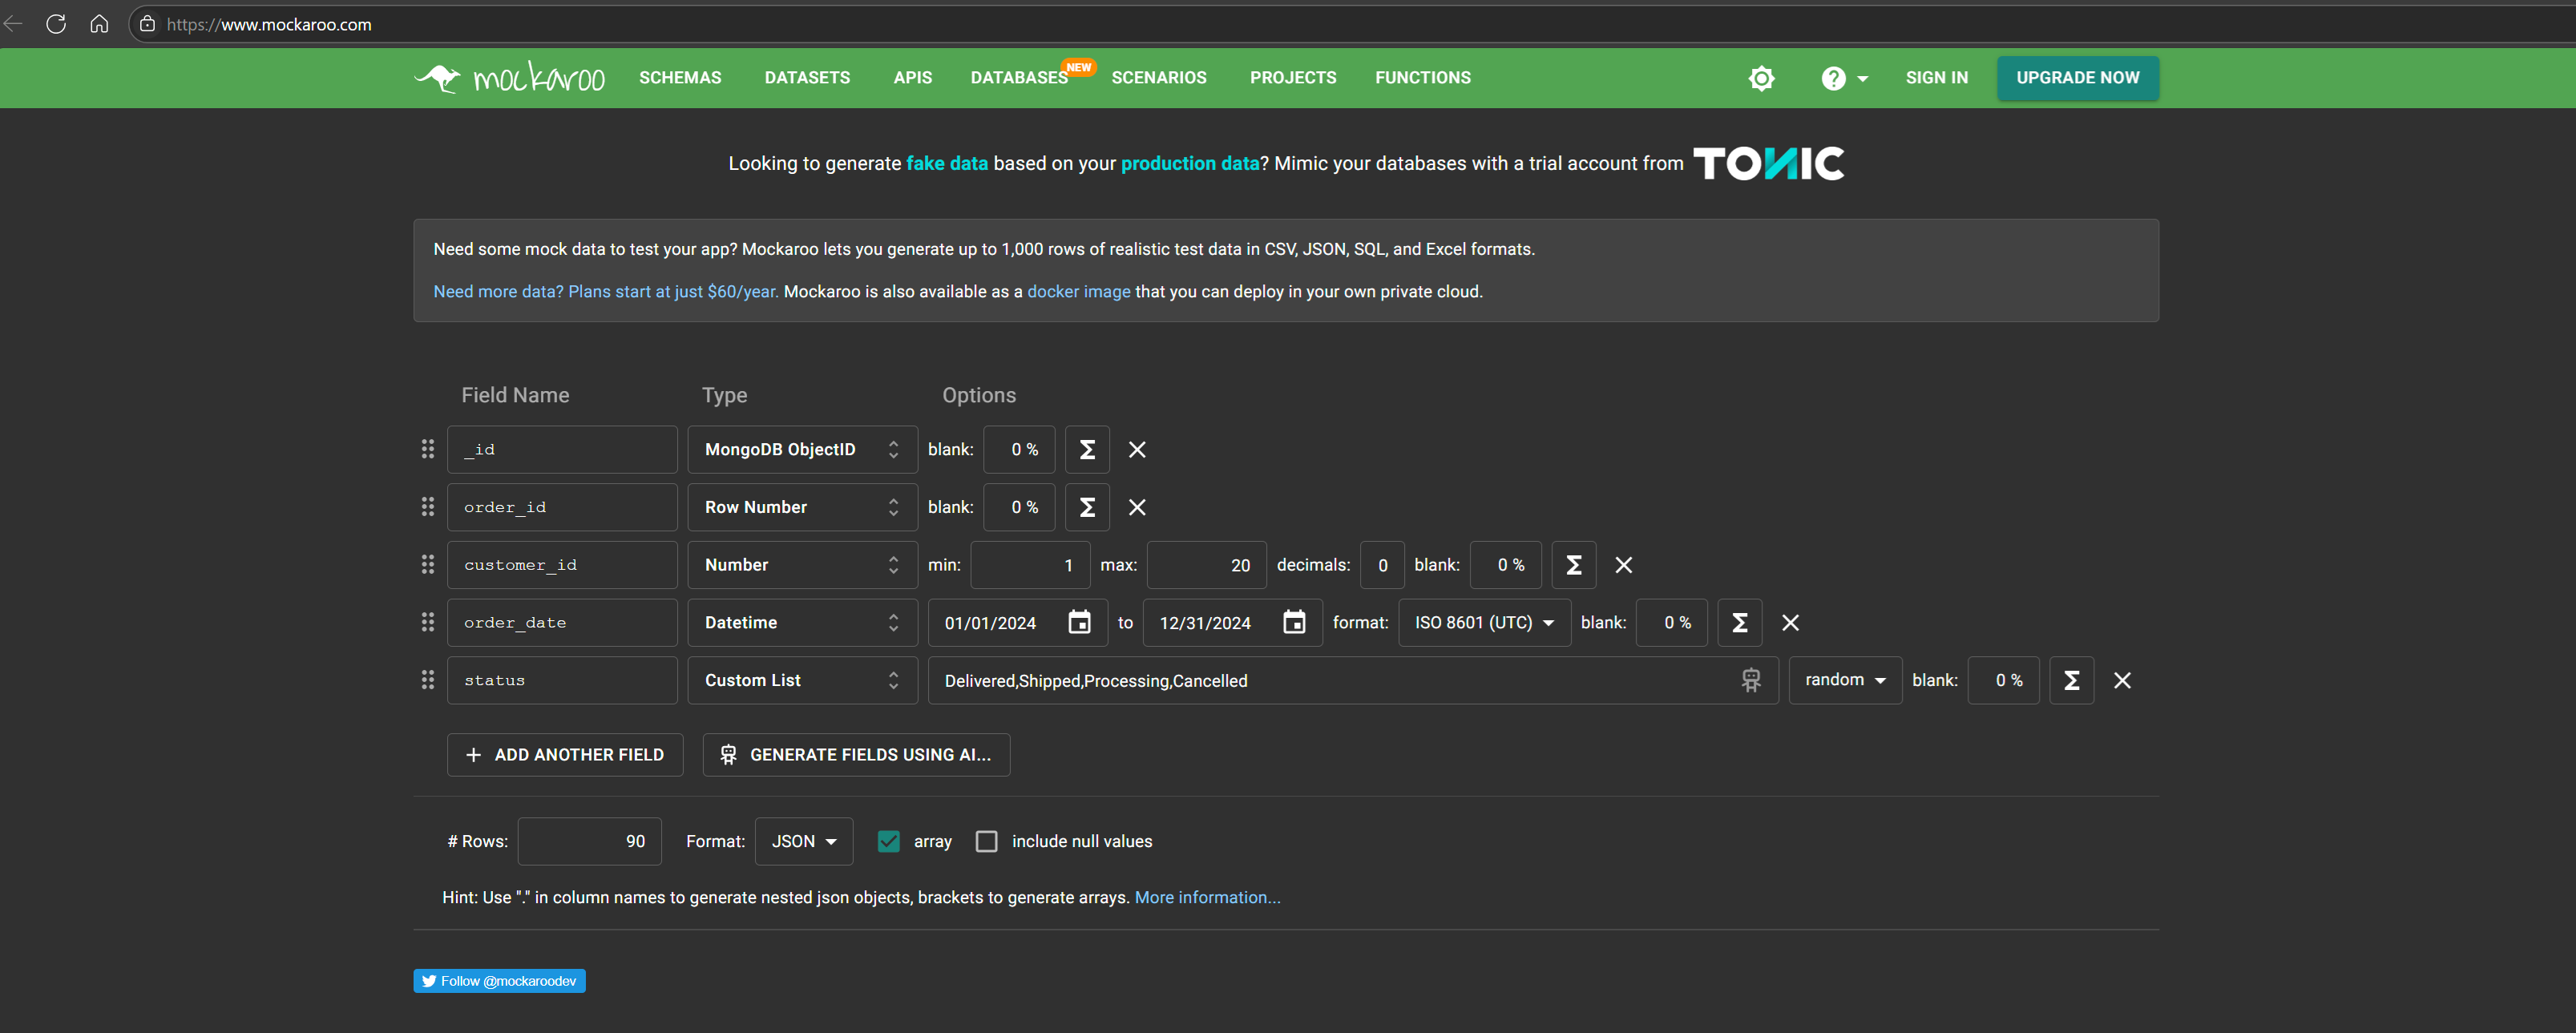 https://www.mockaroo.com
mockaroo SCHEMAS DATASETS APIS DATABASES NEW SCENARIOS PROJECTS FUNCTIONS ? SIGN IN UPGRADE NOW
Looking to generate fake data based on your production data? Mimic your databases with a trial account from TONIC
Need some mock data to test your app? Mockaroo lets you generate up to 1,000 rows of realistic test data in CSV, JSON, SQL, and Excel formats.
Need more data? Plans start at just $60/year. Mockaroo is also available as a docker image that you can deploy in your own private cloud.
Field Name Type Options
_id MongoDB ObjectID blank: 0 % Σ
order_id Row Number blank: 0 % Σ
customer_id Number min: 1 max: 20 decimals: 0 blank: 0 % Σ
order_date Datetime 01/01/2024 to 12/31/2024 format: ISO 8601 (UTC) blank: 0 % Σ
status Custom List Delivered,Shipped,Processing,Cancelled random blank: 0 % Σ
+ ADD ANOTHER FIELD GENERATE FIELDS USING AI...
# Rows: 90 Format: JSON array include null values
Hint: Use "." in column names to generate nested json objects, brackets to generate arrays. More information...
Follow @mockaroodev